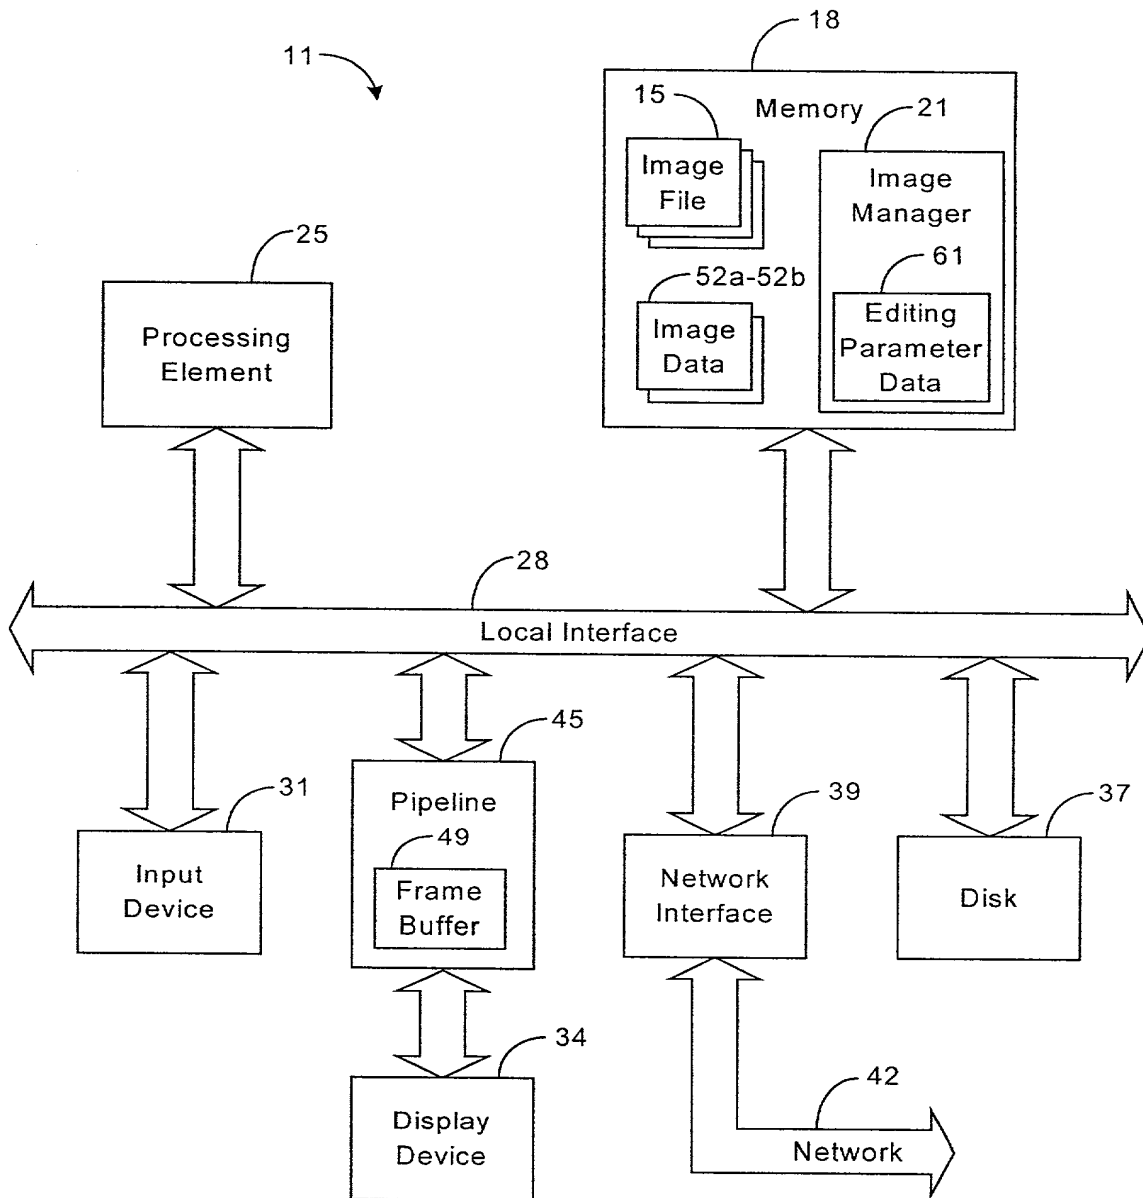 11
18
Memory
15
21
Image
File
Image
Manager
25
52a-52b
61
Processing
Element
Image
Data
Editing
Parameter
Data
28
Local Interface
45
31
39
37
Pipeline
49
Input
Device
Frame
Buffer
Network
Interface
Disk
34
42
Display
Device
Network